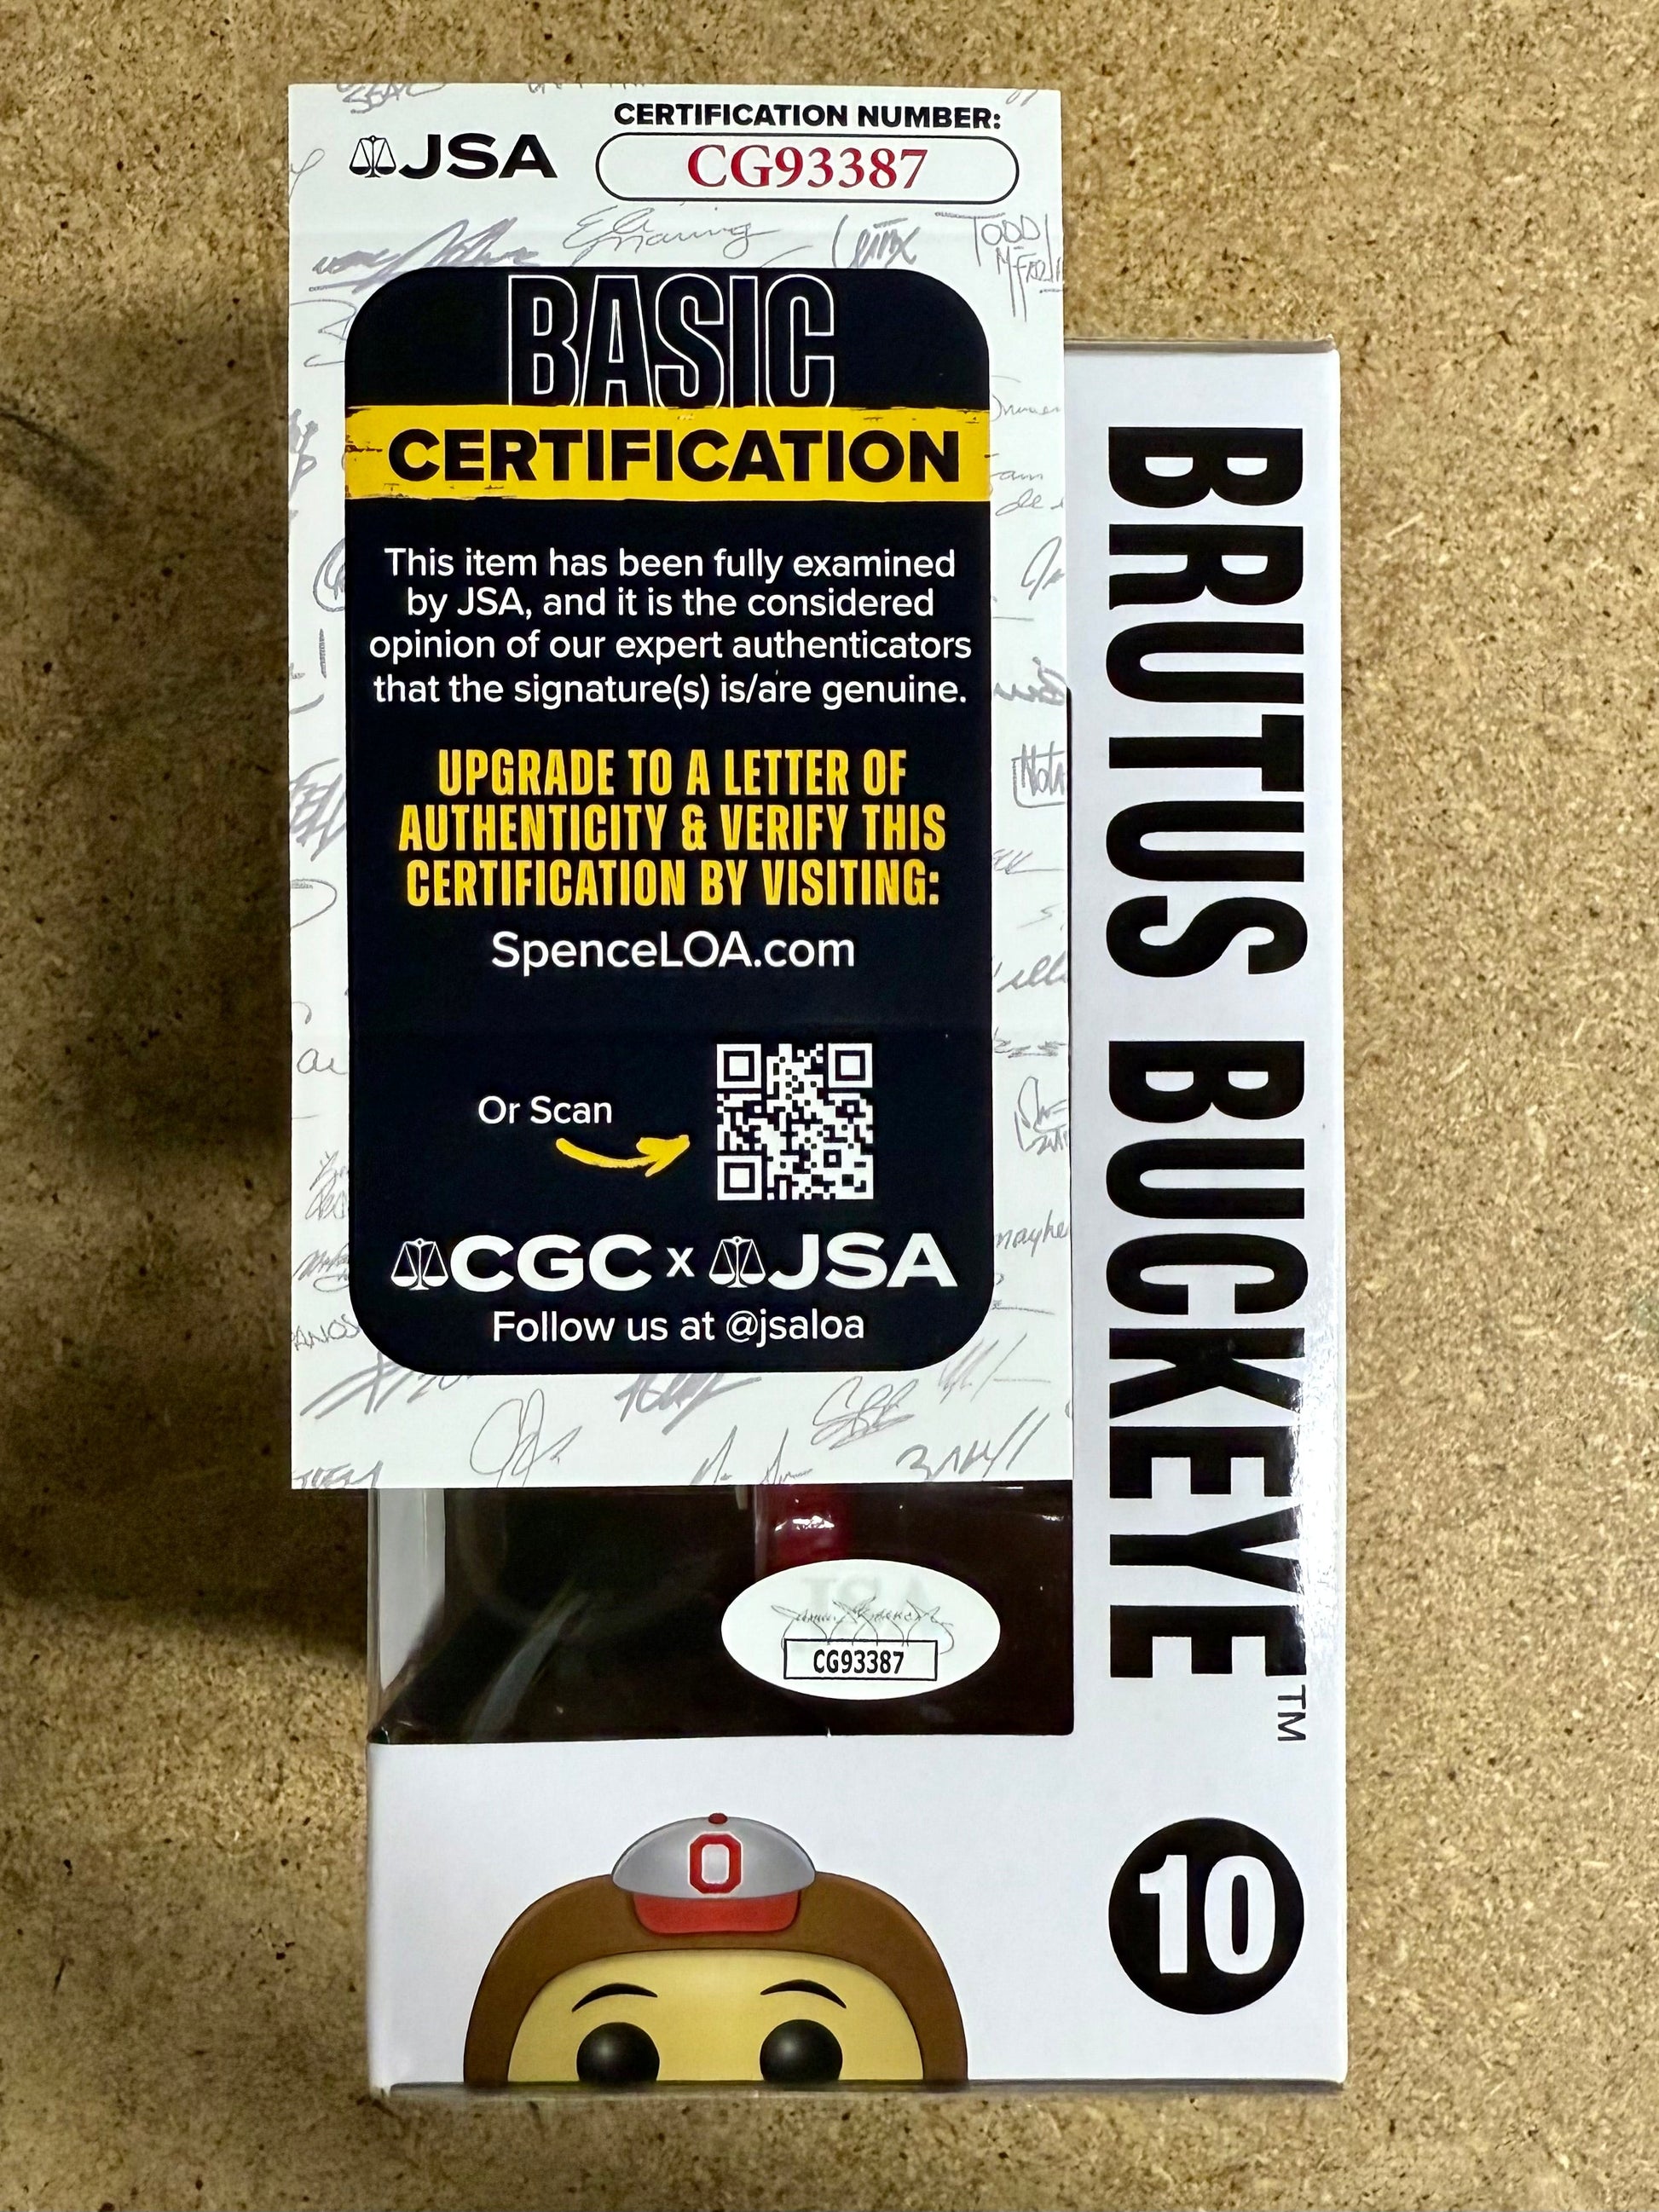 JSA
CERTIFICATION NUMBER:
CG93387
BASIC
CERTIFICATION
This item has been fully examined
by JSA, and it is the considered
opinion of our expert authenticators
that the signature(s) is/are genuine.
UPGRADE TO A LETTER OF
AUTHENTICITY & VERIFY THIS
CERTIFICATION BY VISITING:
SpenceLOA.com
Or Scan
CGC x JSA
Follow us at @jsaloa
CG93387
O
BRUTUS BUCKEYE™
10